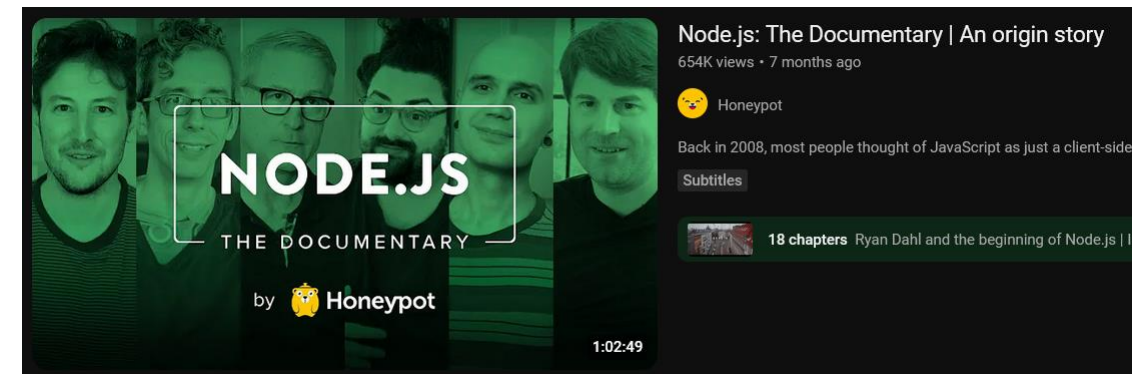 NODE.JS
THE DOCUMENTARY
by Honeypot
1:02:49
Node.js: The Documentary | An origin story
654K views • 7 months ago
Honeypot
Back in 2008, most people thought of JavaScript as just a client-side
Subtitles
18 chapters Ryan Dahl and the beginning of Node.js |